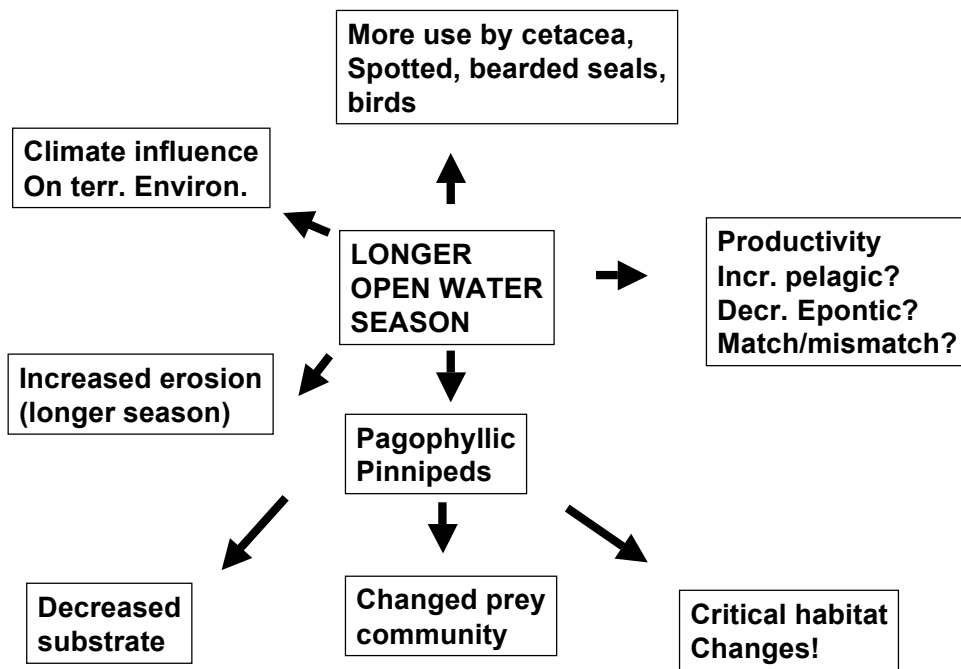 More use by cetacea,
Spotted, bearded seals,
birds
Climate influence
On terr. Environ.
LONGER
OPEN WATER
SEASON
Productivity
Incr. pelagic?
Decr. Epontic?
Match/mismatch?
Increased erosion
(longer season)
Pagophyllic
Pinnipeds
Decreased
substrate
Changed prey
community
Critical habitat
Changes!